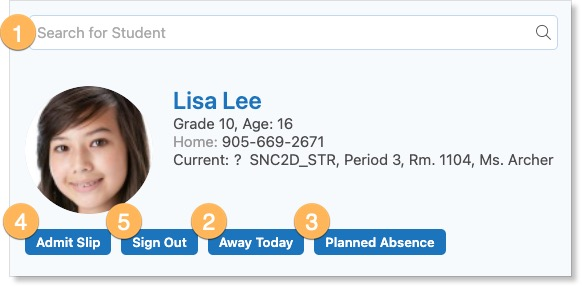 1 Search for Student
Lisa Lee
Grade 10, Age: 16
Home: 905-669-2671
Current: ? SNC2D_STR, Period 3, Rm. 1104, Ms. Archer
4 5 2 3
Admit Slip Sign Out Away Today Planned Absence